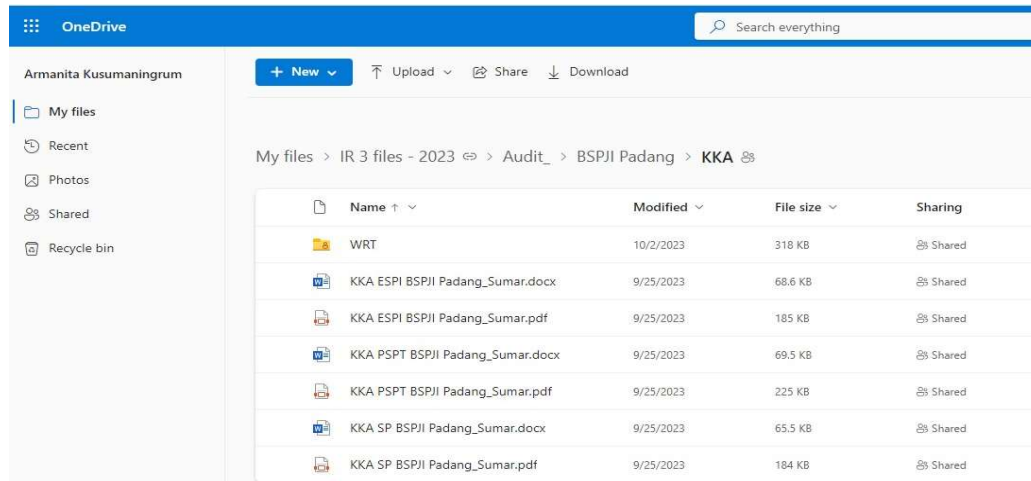 OneDrive
Search everything
Armanita Kusumaningrum
My files
Recent
Photos
Shared
Recycle bin
+ New Upload Share Download
My files > IR 3 files - 2023 > Audit_ > BSPJI Padang > KKA
Name Modified File size Sharing
WRT 10/2/2023 318 KB Shared
KKA ESPI BSPJI Padang_Sumar.docx 9/25/2023 68.6 KB Shared
KKA ESPI BSPJI Padang_Sumar.pdf 9/25/2023 185 KB Shared
KKA PSPT BSPJI Padang_Sumar.docx 9/25/2023 69.5 KB Shared
KKA PSPT BSPJI Padang_Sumar.pdf 9/25/2023 225 KB Shared
KKA SP BSPJI Padang_Sumar.docx 9/25/2023 65.5 KB Shared
KKA SP BSPJI Padang_Sumar.pdf 9/25/2023 184 KB Shared